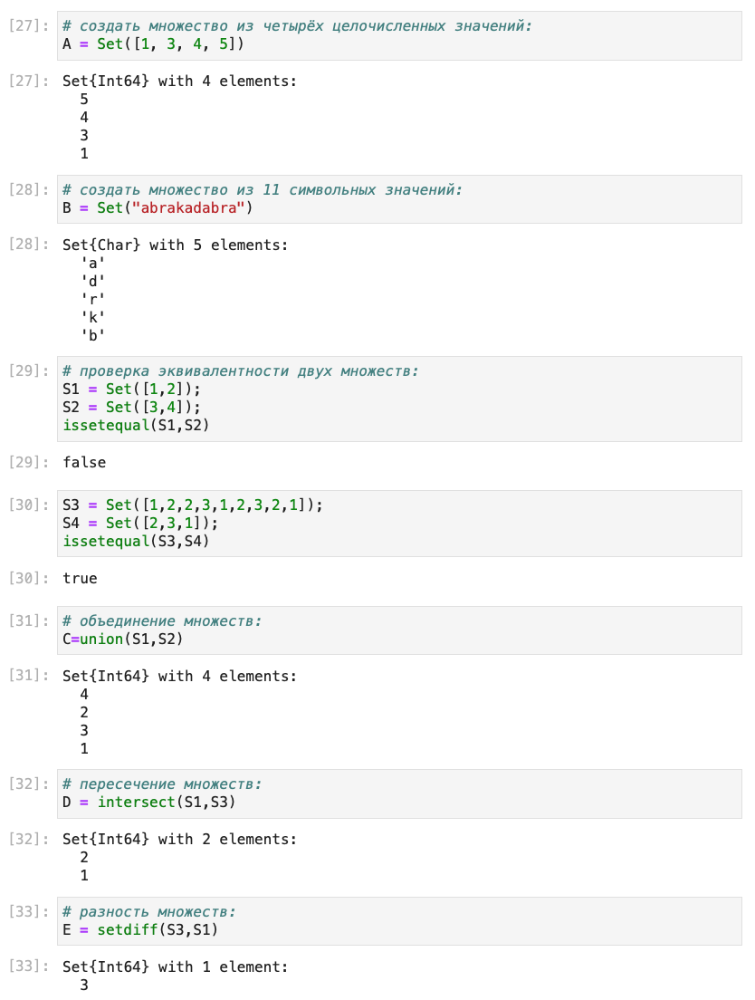 [27]: # создать множество из четырёх целочисленных значений:
A = Set([1, 3, 4, 5])
[27]: Set{Int64} with 4 elements:
5
4
3
1
[28]: # создать множество из 11 символьных значений:
B = Set("abrakadabra")
[28]: Set{Char} with 5 elements:
'a'
'd'
'r'
'k'
'b'
[29]: # проверка эквивалентности двух множеств:
S1 = Set([1,2]);
S2 = Set([3,4]);
issetequal(S1,S2)
[29]: false
[30]: S3 = Set([1,2,2,3,1,2,3,2,1]);
S4 = Set([2,3,1]);
issetequal(S3,S4)
[30]: true
[31]: # объединение множеств:
C=union(S1,S2)
[31]: Set{Int64} with 4 elements:
4
2
3
1
[32]: # пересечение множеств:
D = intersect(S1,S3)
[32]: Set{Int64} with 2 elements:
2
1
[33]: # разность множеств:
E = setdiff(S3,S1)
[33]: Set{Int64} with 1 element:
3